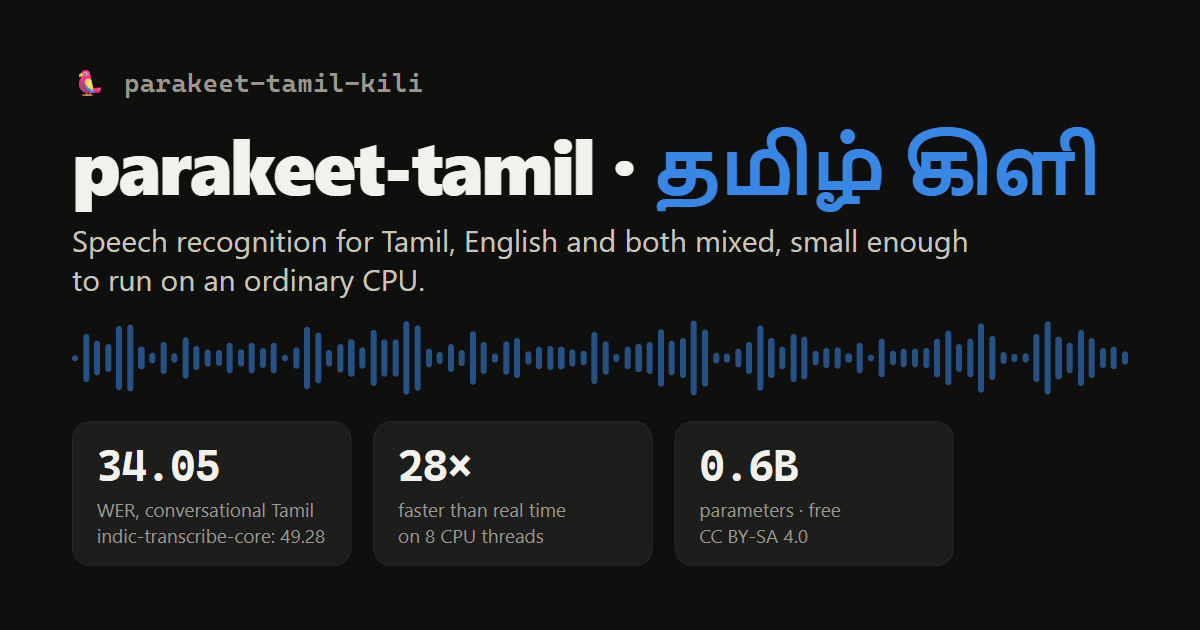 parakeet-tamil-kili
parakeet-tamil · தமிழ் கிளி
Speech recognition for Tamil, English and both mixed, small enough
to run on an ordinary CPU.
34.05
WER, conversational Tamil
indic-transcribe-core: 49.28
28×
faster than real time
on 8 CPU threads
0.6B
parameters · free
CC BY-SA 4.0